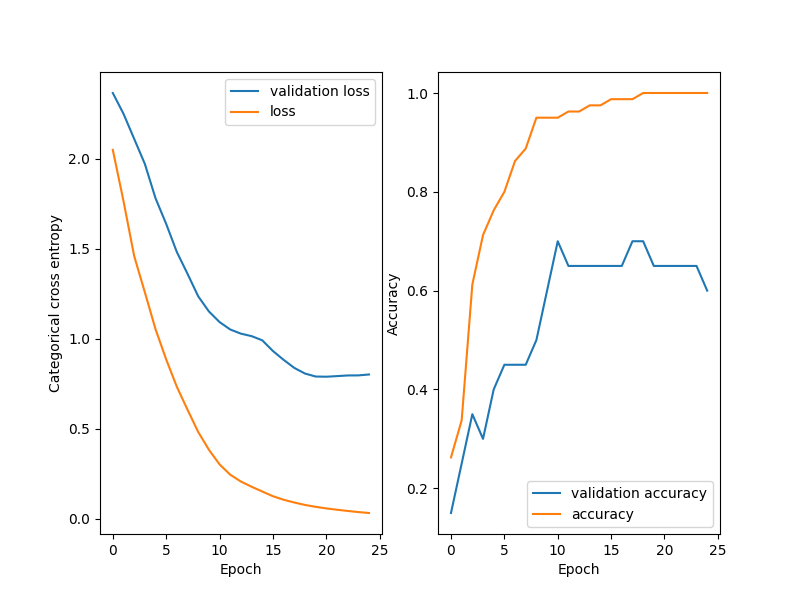 validation loss
loss
2.0
1.5
1.0
0.5
0.0
Categorical cross entropy
0 5 10 15 20 25
Epoch
1.0
0.8
0.6
0.4
0.2
Accuracy
validation accuracy
accuracy
0 5 10 15 20 25
Epoch